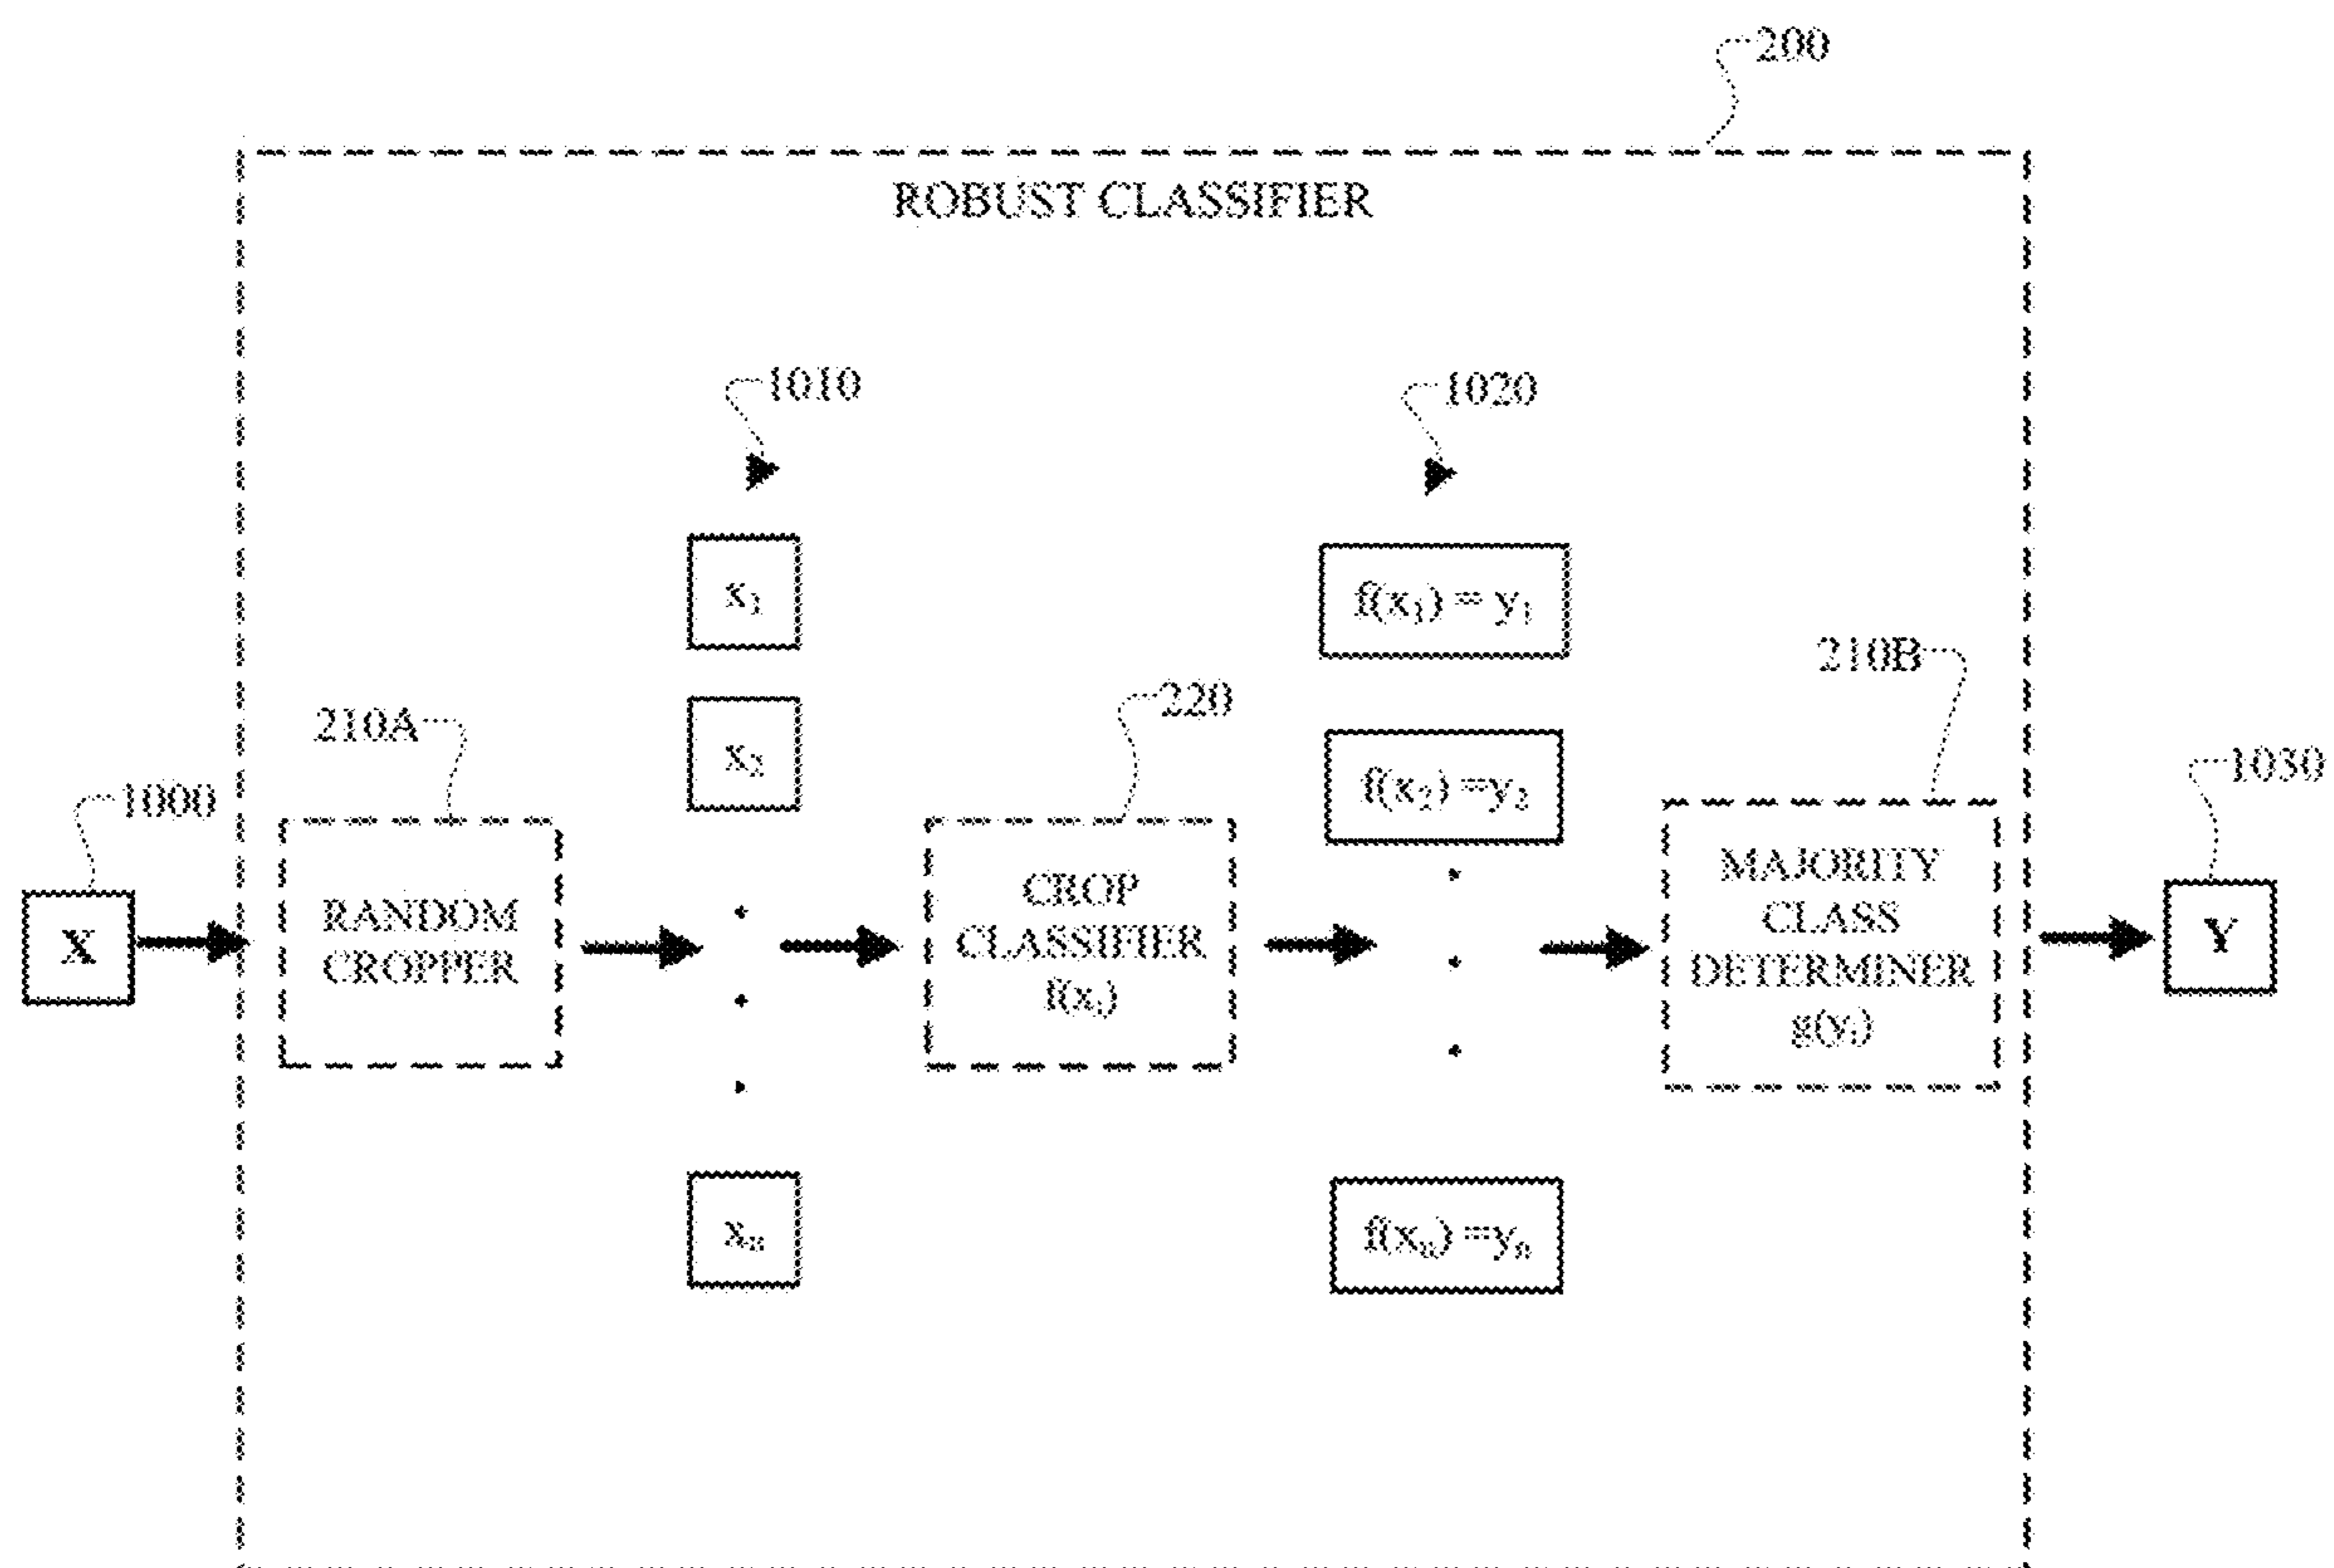 200
ROBUST CLASSIFIER
1010
1020
x₁
f(x₁) = y₁
210B
220
x₂
210A
f(x₂) =y₂
1030
1000
X
RANDOM
CROPPER
CROP
CLASSIFIER
f(xᵢ)
MAJORITY
CLASS
DETERMINER
g(yᵢ)
Y
xₙ
f(xₙ) =yₙ